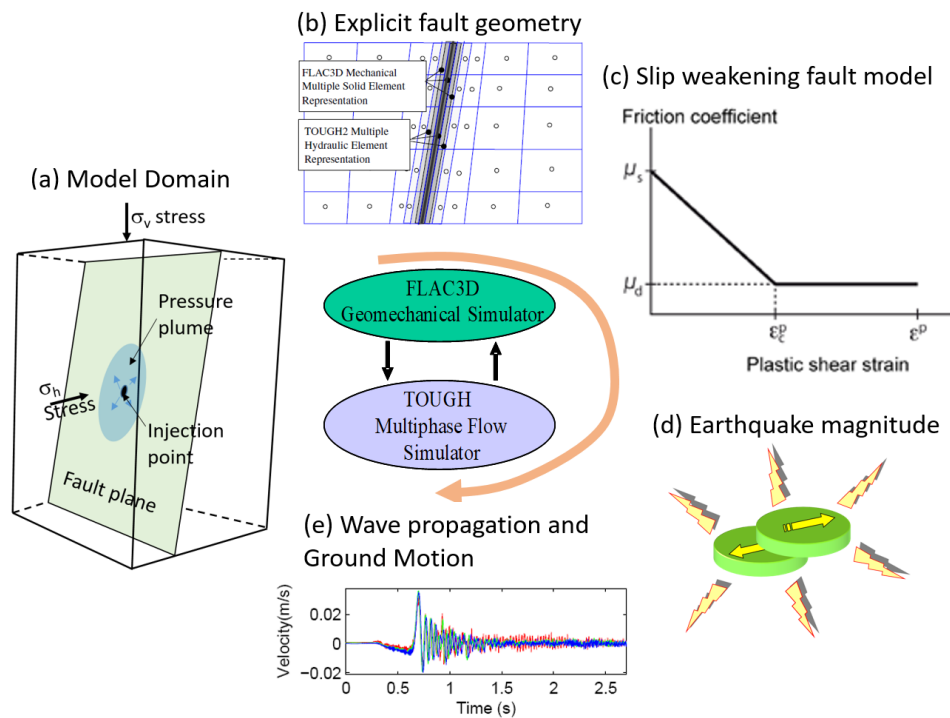 (a) Model Domain
σv stress
Pressure
plume
σh
Stress
Injection
point
Fault plane
(b) Explicit fault geometry
FLAC3D Mechanical
Multiple Solid Element
Representation
TOUGH2 Multiple
Hydraulic Element
Representation
FLAC3D
Geomechanical Simulator
TOUGH
Multiphase Flow
Simulator
(c) Slip weakening fault model
Friction coefficient
μs
μd
εcp
εp
Plastic shear strain
(d) Earthquake magnitude
(e) Wave propagation and
Ground Motion
Velocity(m/s)
0.02
0
−0.02
0
0.5
1
1.5
2
2.5
Time (s)